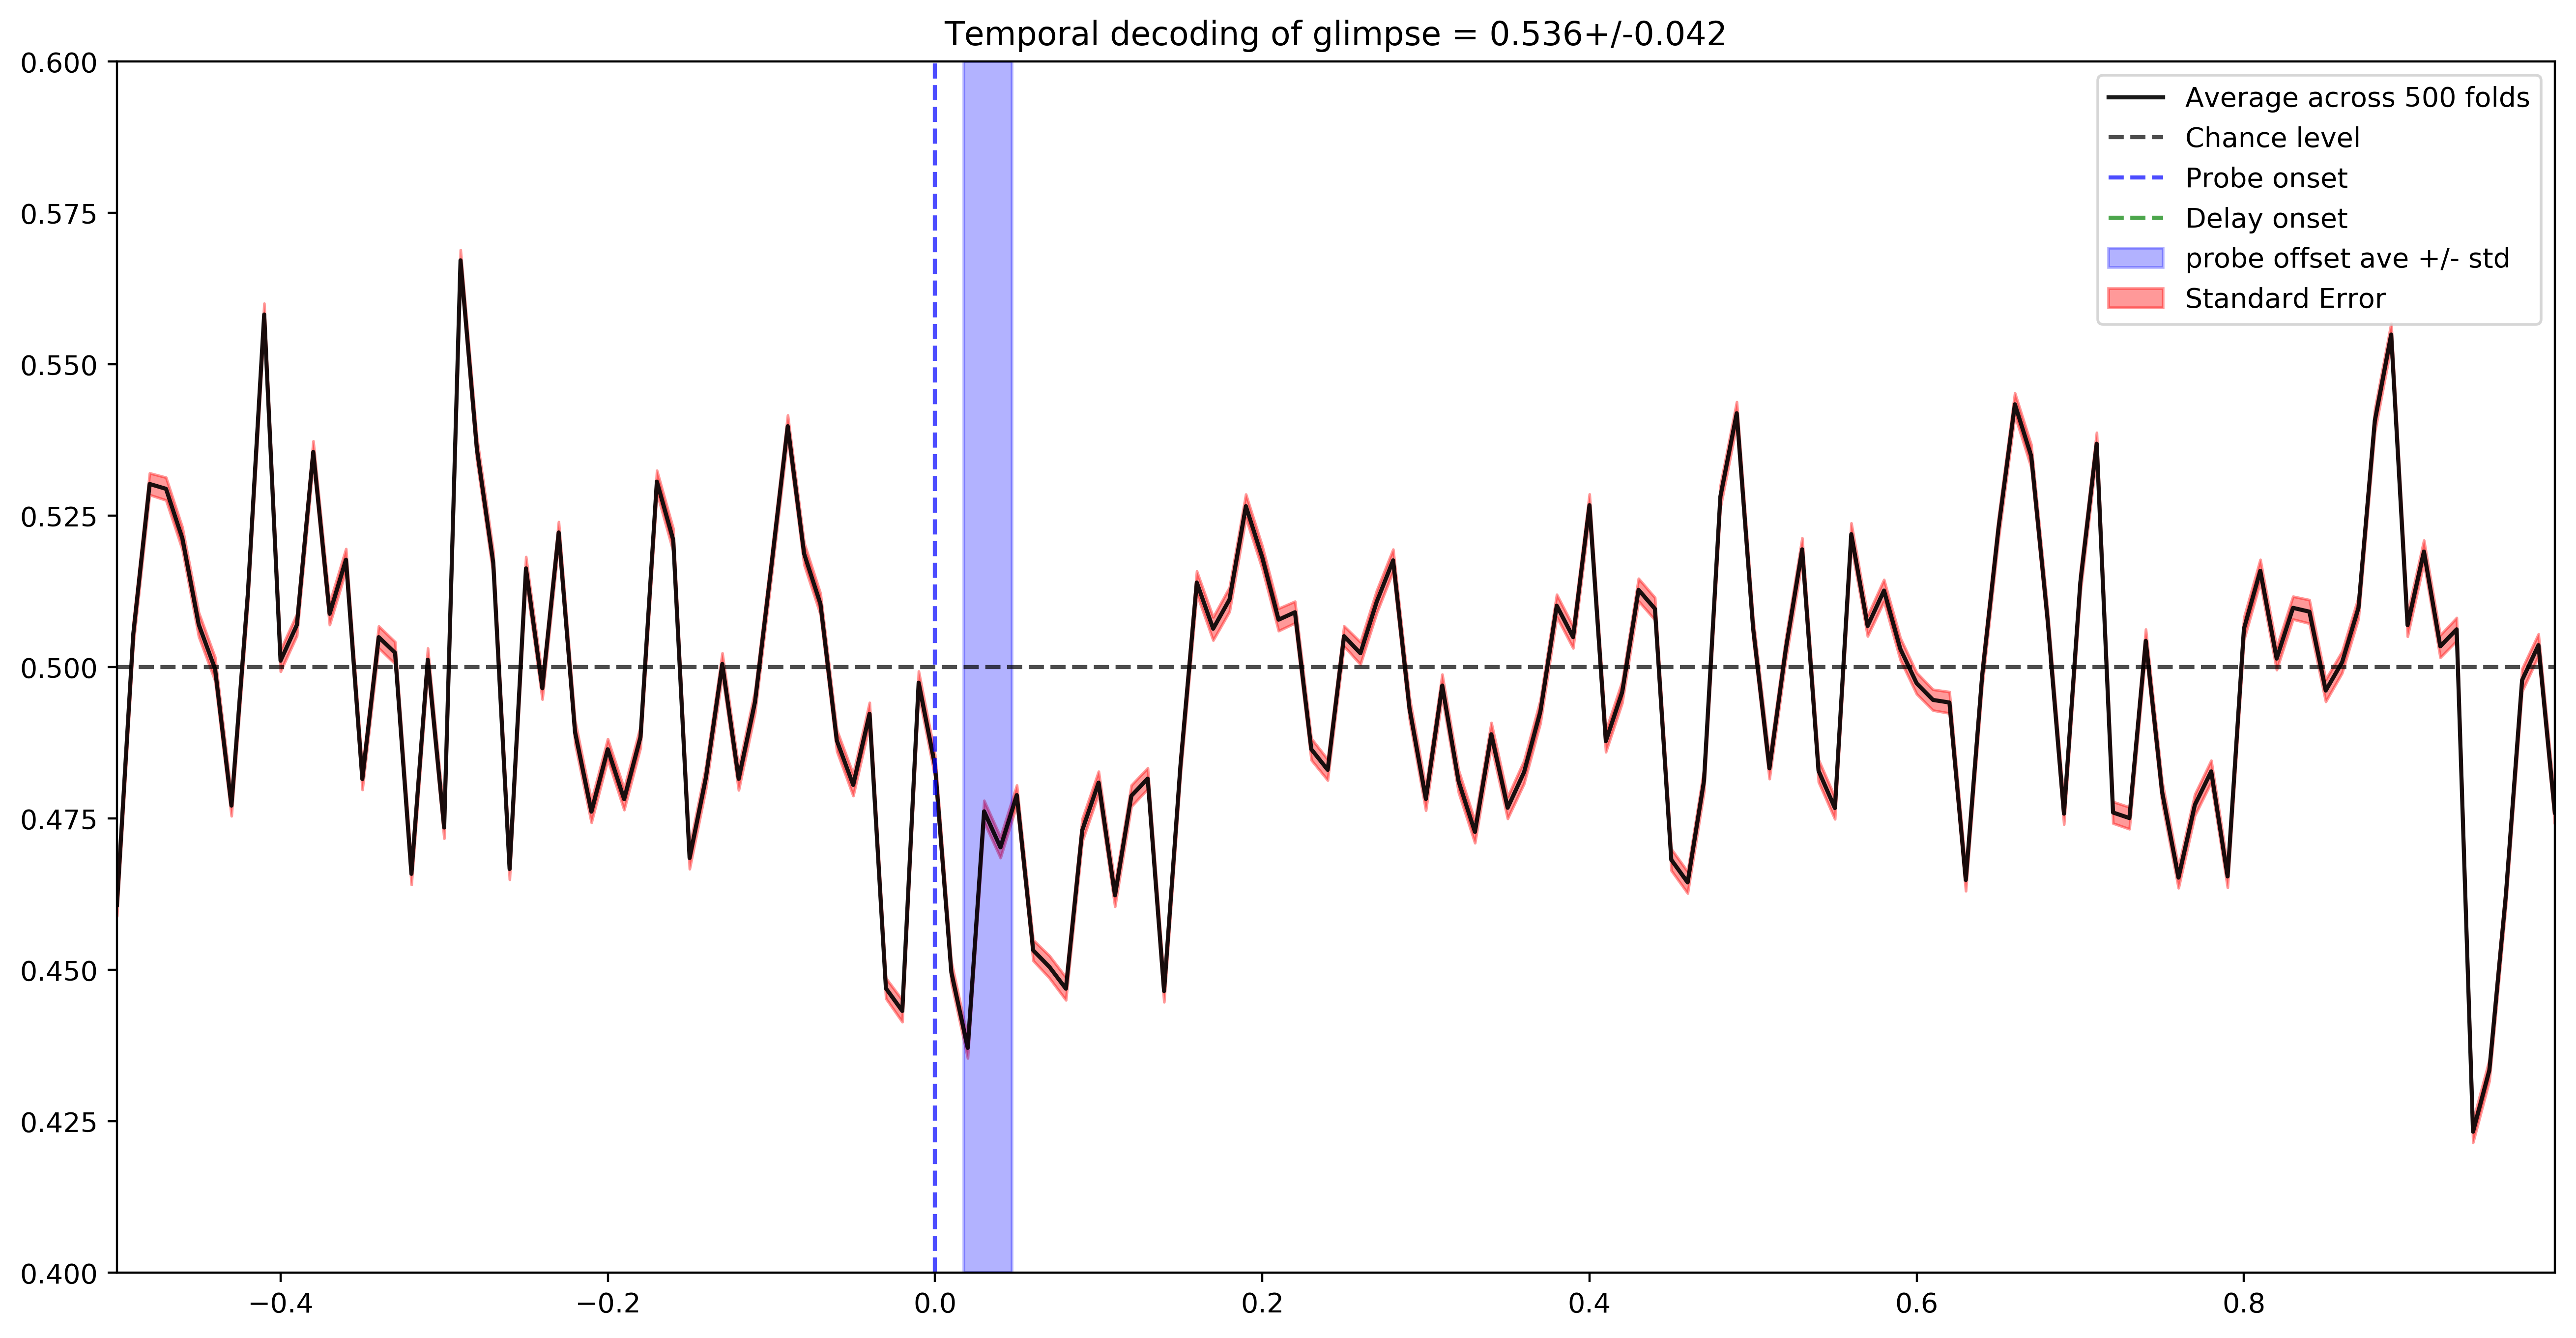 Temporal decoding of glimpse = 0.536+/-0.042
0.600
0.575
0.550
0.525
0.500
0.475
0.450
0.425
0.400
Average across 500 folds
Chance level
Probe onset
Delay onset
probe offset ave +/- std
Standard Error
−0.4
−0.2
0.0
0.2
0.4
0.6
0.8